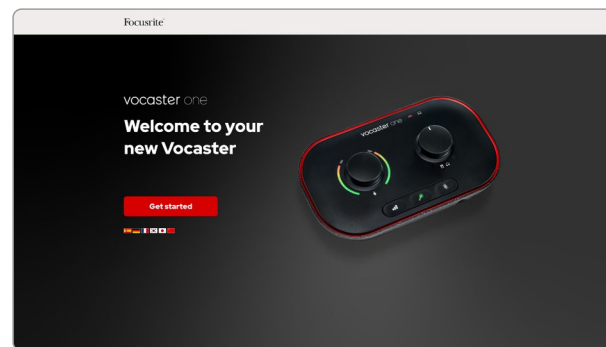 Focusrite
vocaster one
Welcome to your
new Vocaster
Get started
vocaster one